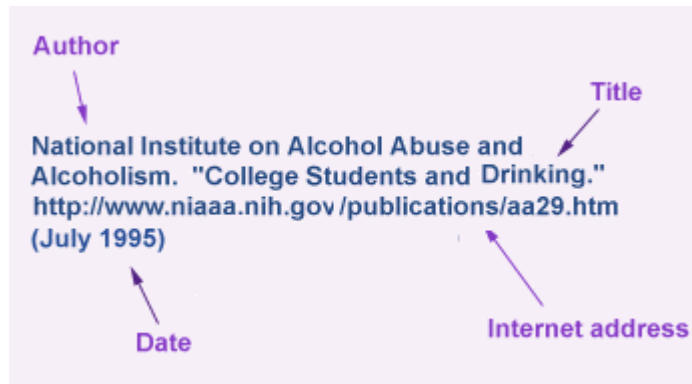 Author
Title
National Institute on Alcohol Abuse and
Alcoholism. "College Students and Drinking."
http://www.niaaa.nih.gov/publications/aa29.htm
(July 1995)
Date
Internet address